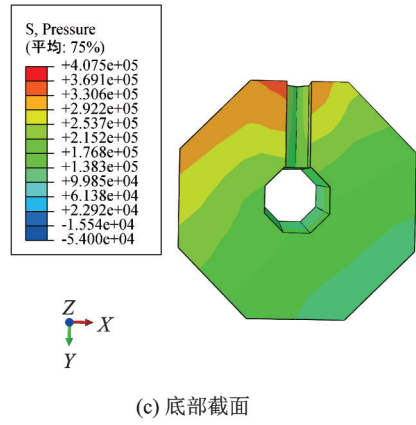 S, Pressure
(平均: 75%)
+4.075e+05
+3.691e+05
+3.306e+05
+2.922e+05
+2.537e+05
+2.152e+05
+1.768e+05
+1.383e+05
+9.985e+04
+6.138e+04
+2.292e+04
-1.554e+04
-5.400e+04
Z
X
Y
(c) 底部截面